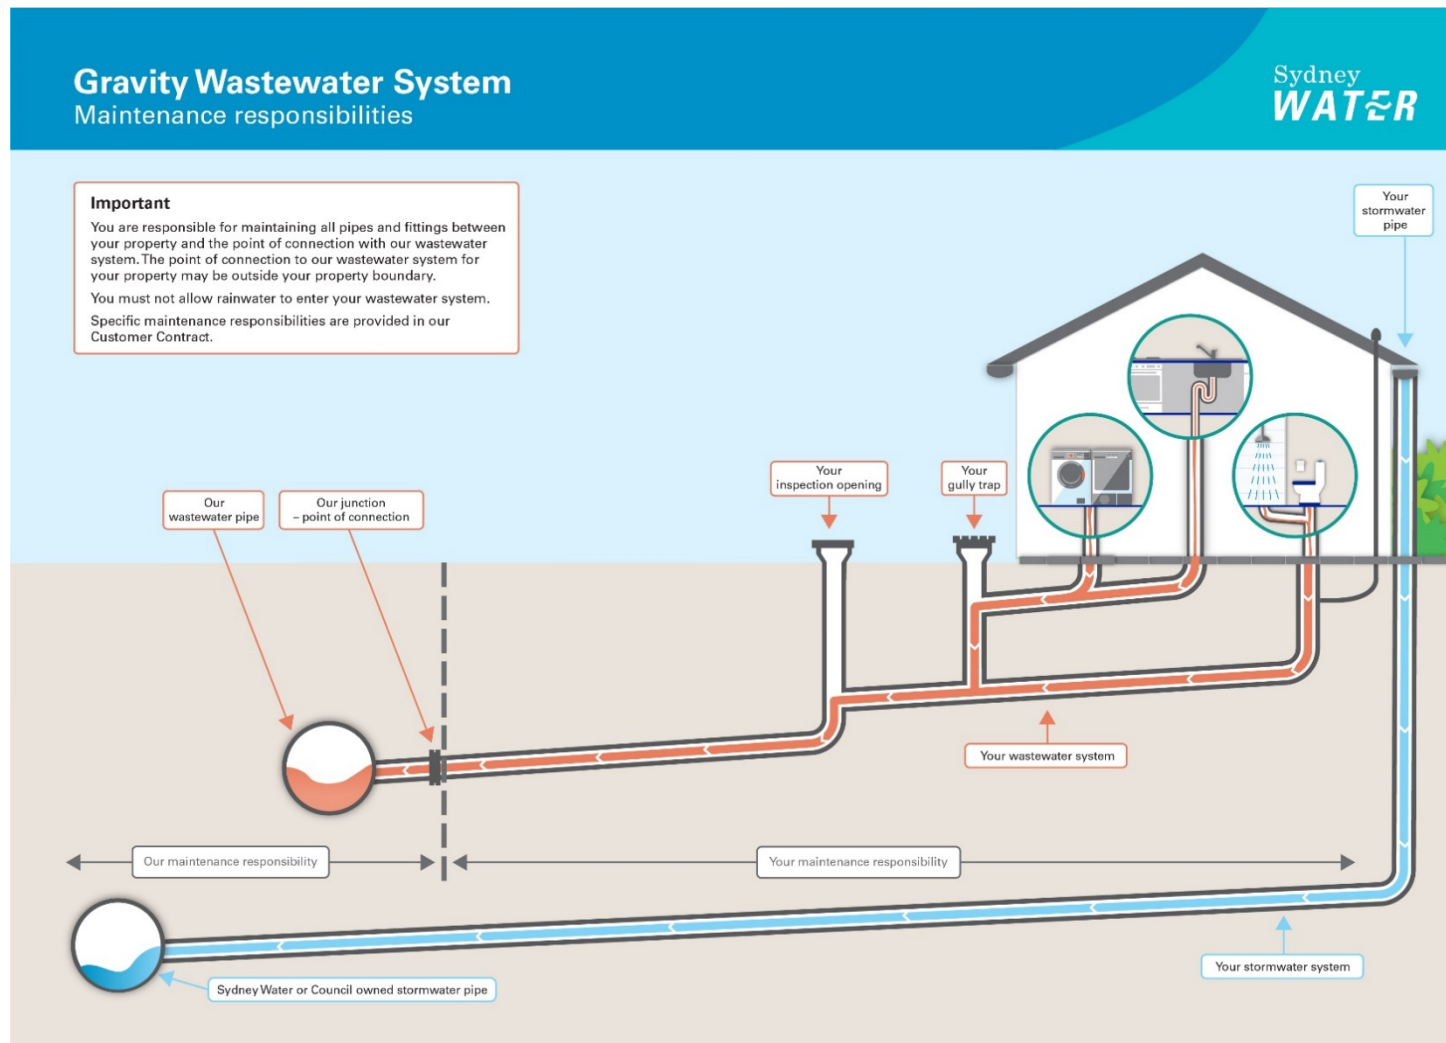 Gravity Wastewater System
Maintenance responsibilities
Sydney
WATER
Important
You are responsible for maintaining all pipes and fittings between
your property and the point of connection with our wastewater
system. The point of connection to our wastewater system for
your property may be outside your property boundary.
You must not allow rainwater to enter your wastewater system.
Specific maintenance responsibilities are provided in our
Customer Contract.
Your
stormwater
pipe
Our
wastewater pipe
Our junction
– point of connection
Your
inspection opening
Your
gully trap
Your wastewater system
Our maintenance responsibility
Your maintenance responsibility
Your stormwater system
Sydney Water or Council owned stormwater pipe